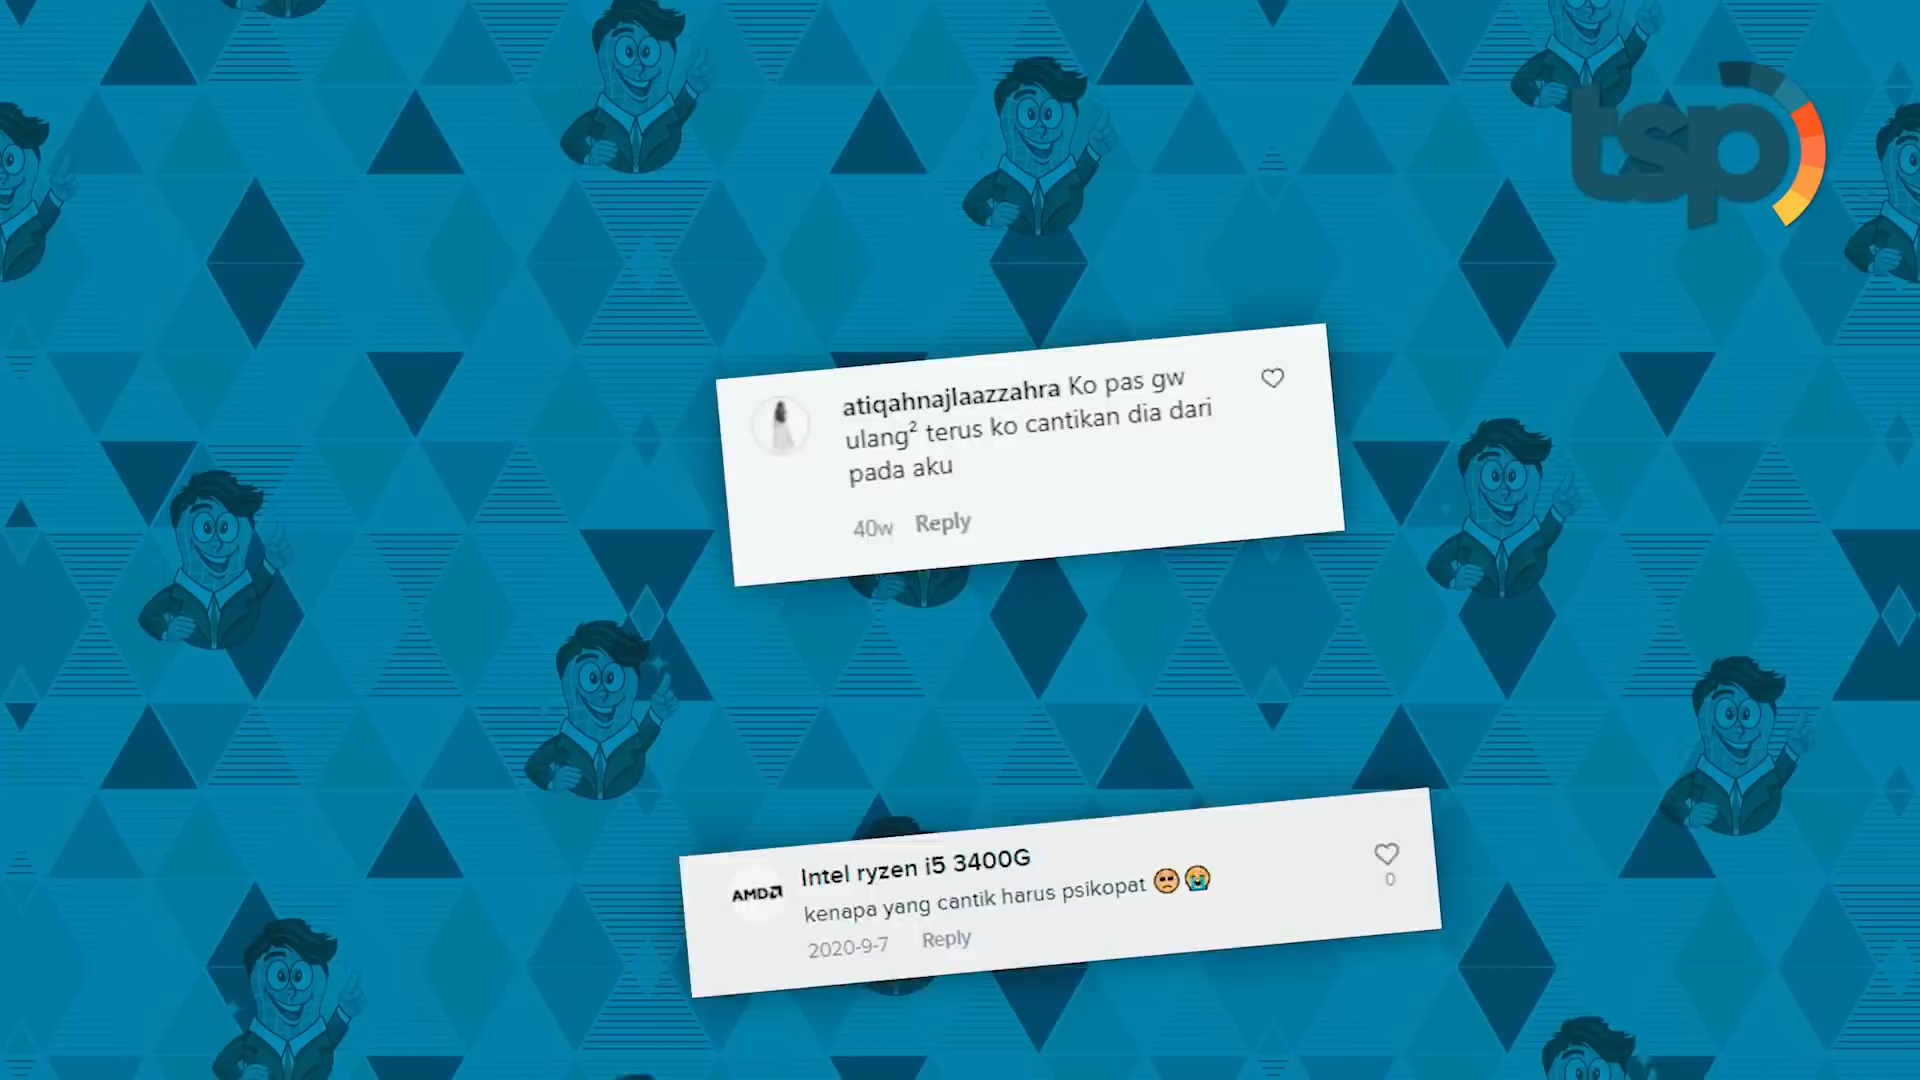 tsp
atiqahnajlaazzahra Ko pas gw
ulang² terus ko cantikan dia dari
pada aku
40w Reply
AMD
Intel ryzen i5 3400G
kenapa yang cantik harus psikopat 🥺😭
0
2020-9-7 Reply